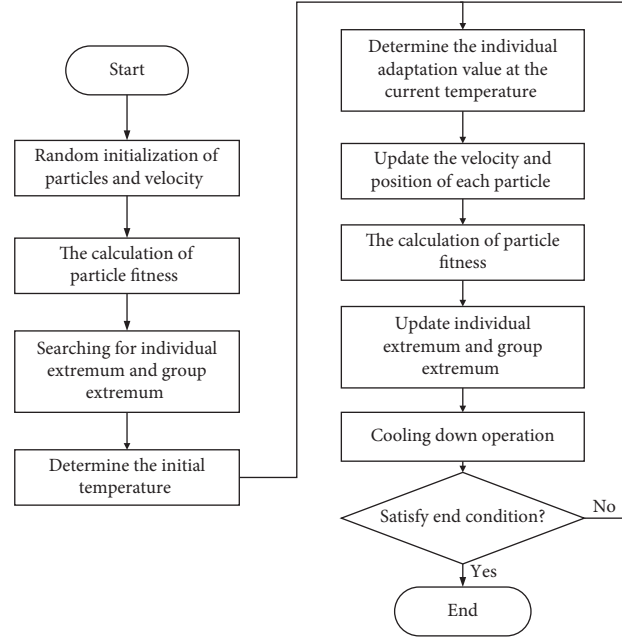 Start
Random initialization of
particles and velocity
The calculation of
particle fitness
Searching for individual
extremum and group
extremum
Determine the initial
temperature
Determine the individual
adaptation value at the
current temperature
Update the velocity and
position of each particle
The calculation of particle
fitness
Update individual
extremum and group
extremum
Cooling down operation
Satisfy end condition?
No
Yes
End